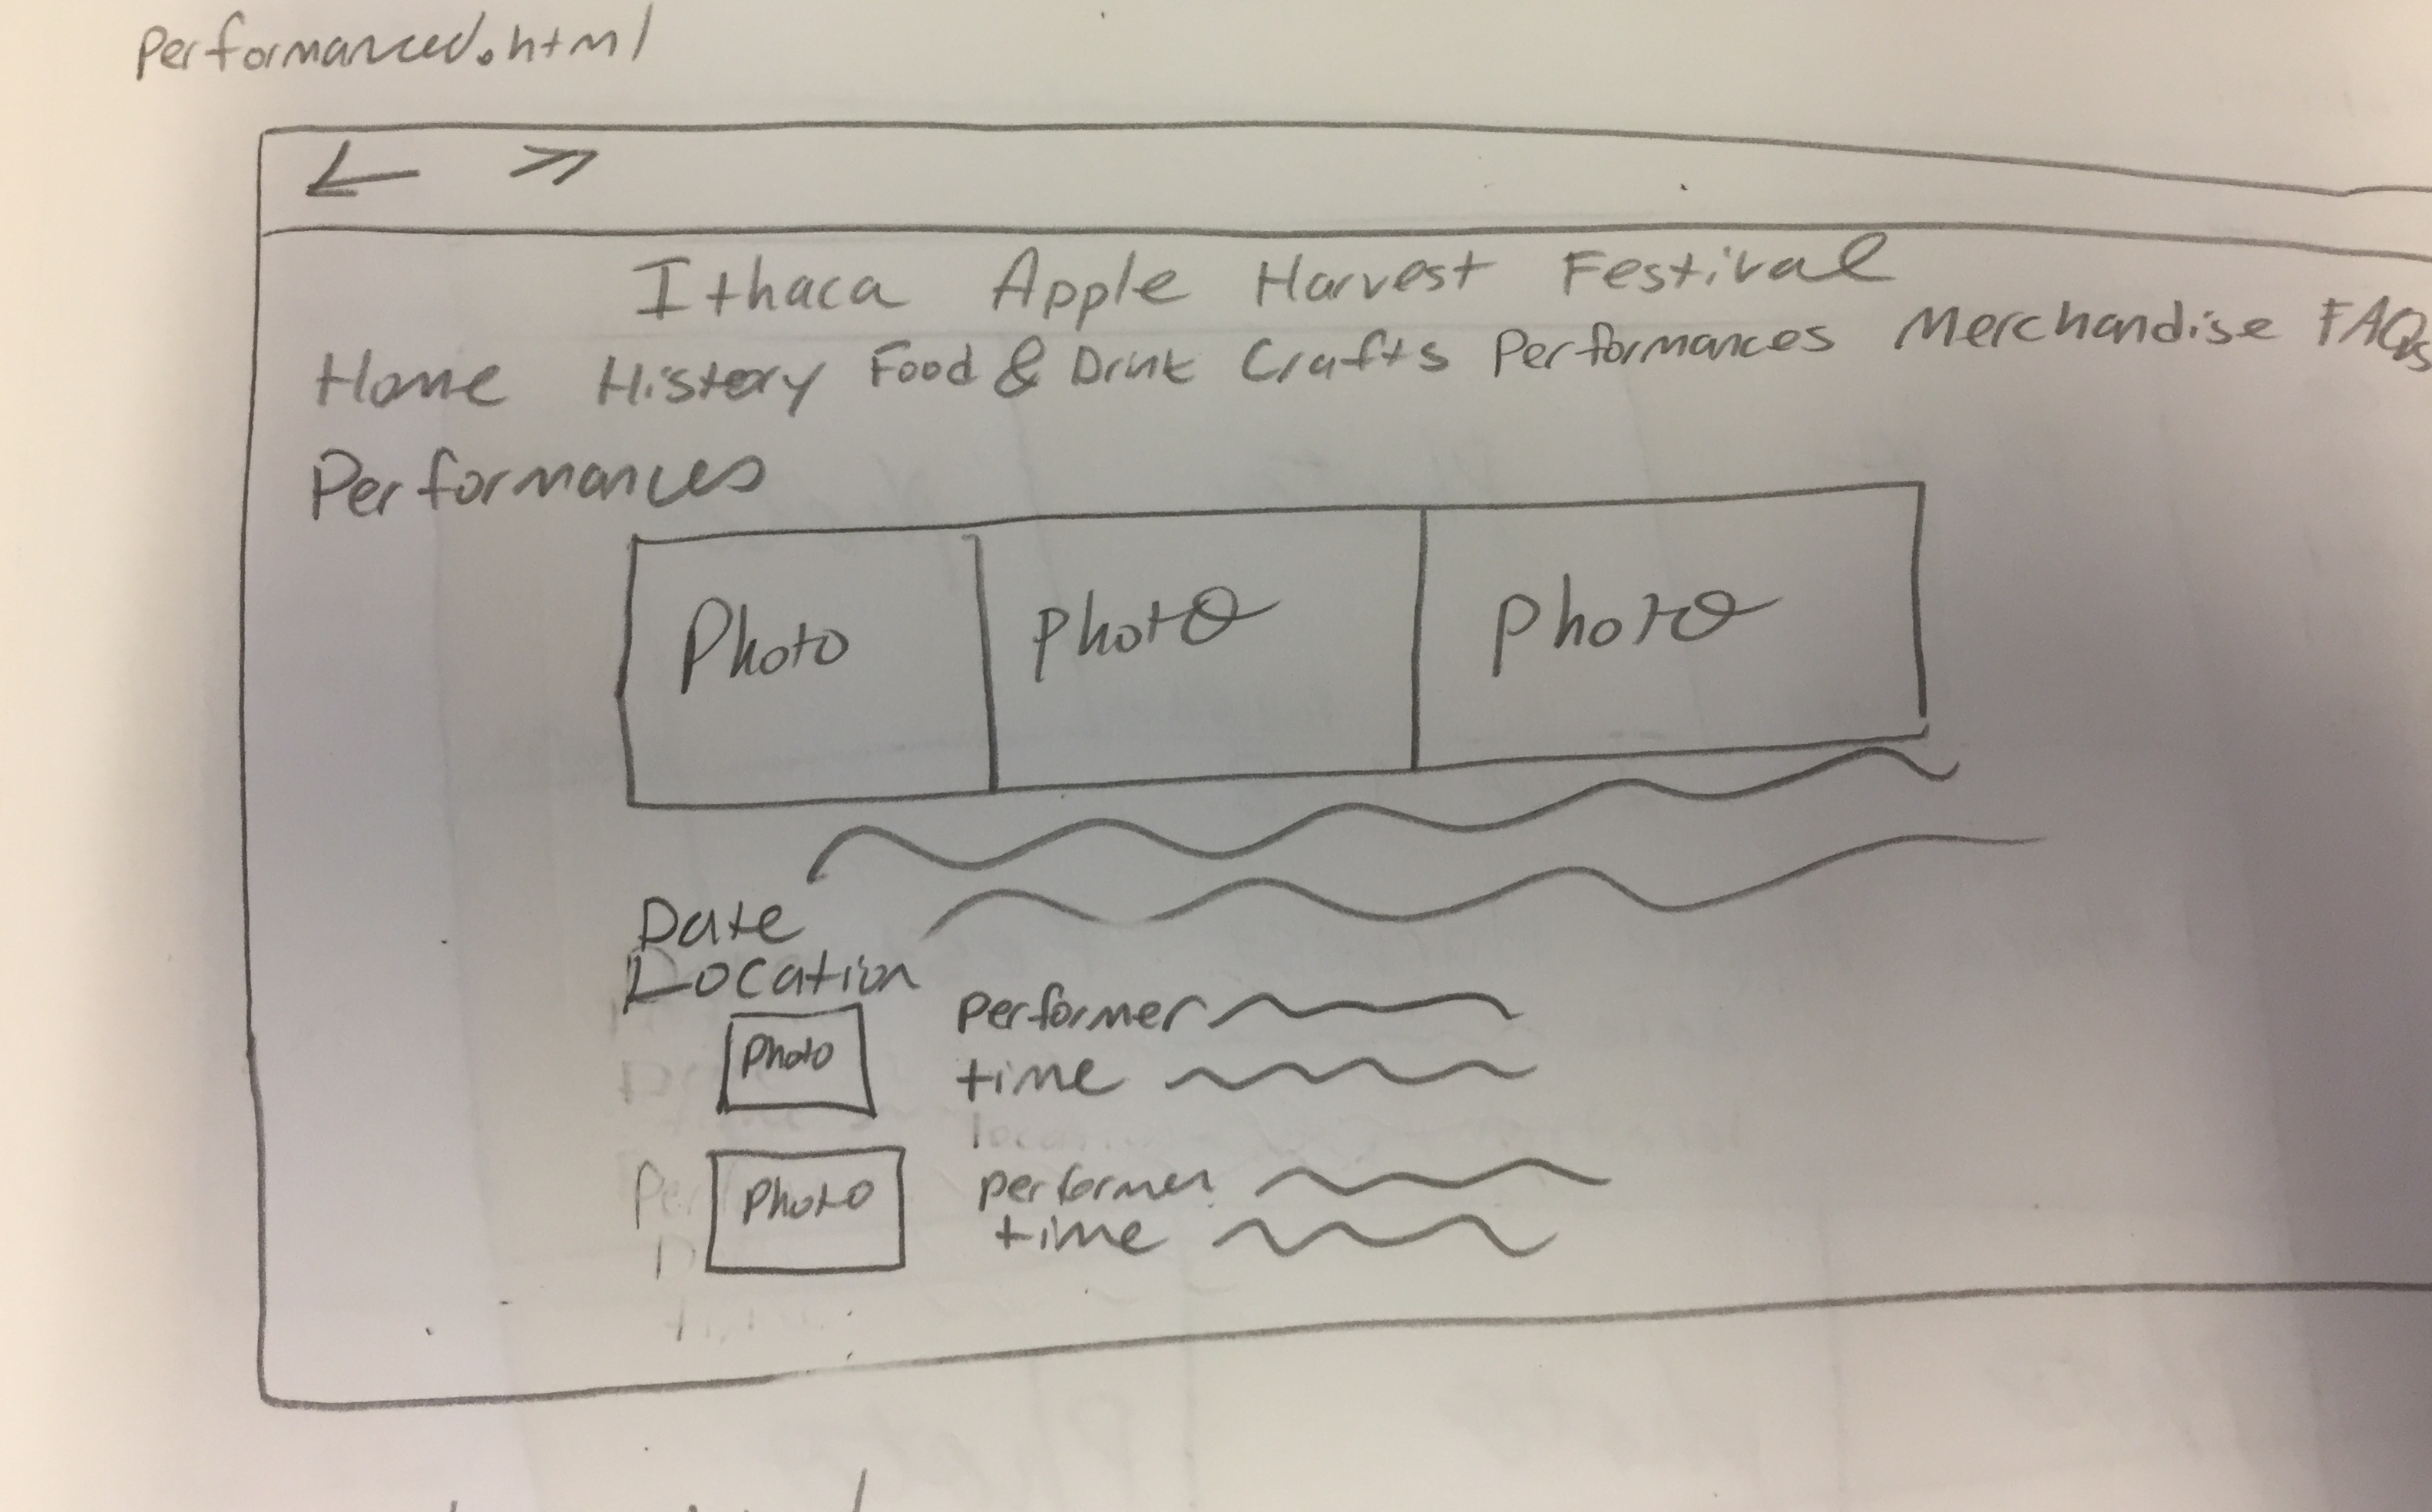 performanced.html
Ithaca Apple Harvest Festival
Home History Food & Drink Crafts Performances Merchandise FAQs
Performances
Photo photo photo
Date
Location
Photo performer
time
Photo performer
time